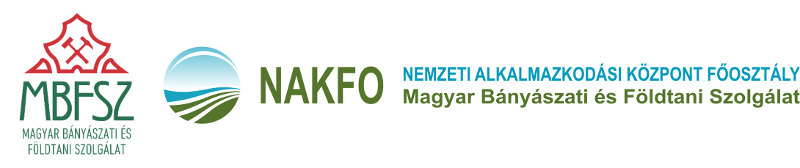 MBFSZ
MAGYAR BÁNYÁSZATI ÉS
FÖLDTANI SZOLGÁLAT
NAKFO
NEMZETI ALKALMAZKODÁSI KÖZPONT FŐOSZTÁLY
Magyar Bányászati és Földtani Szolgálat